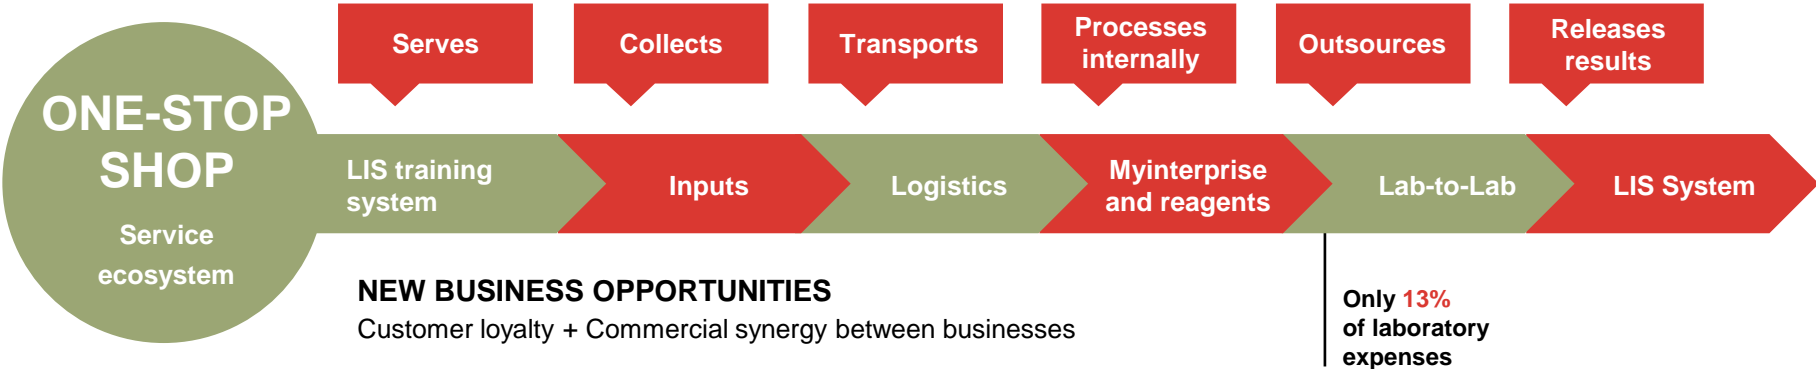 ONE-STOP
SHOP
Service
ecosystem
Serves
Collects
Transports
Processes
internally
Outsources
Releases
results
LIS training
system
Inputs
Logistics
Myinterprise
and reagents
Lab-to-Lab
LIS System
NEW BUSINESS OPPORTUNITIES
Customer loyalty + Commercial synergy between businesses
Only 13%
of laboratory
expenses